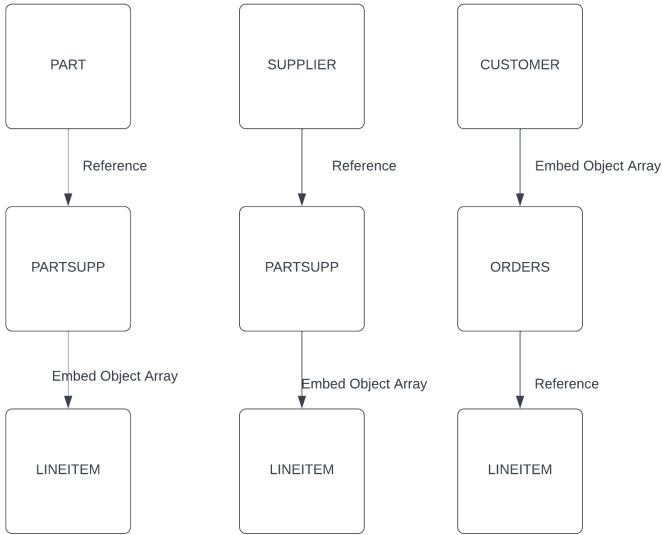 PART
SUPPLIER
CUSTOMER
Reference
Reference
Embed Object Array
PARTSUPP
PARTSUPP
ORDERS
Embed Object Array
Embed Object Array
Reference
LINEITEM
LINEITEM
LINEITEM